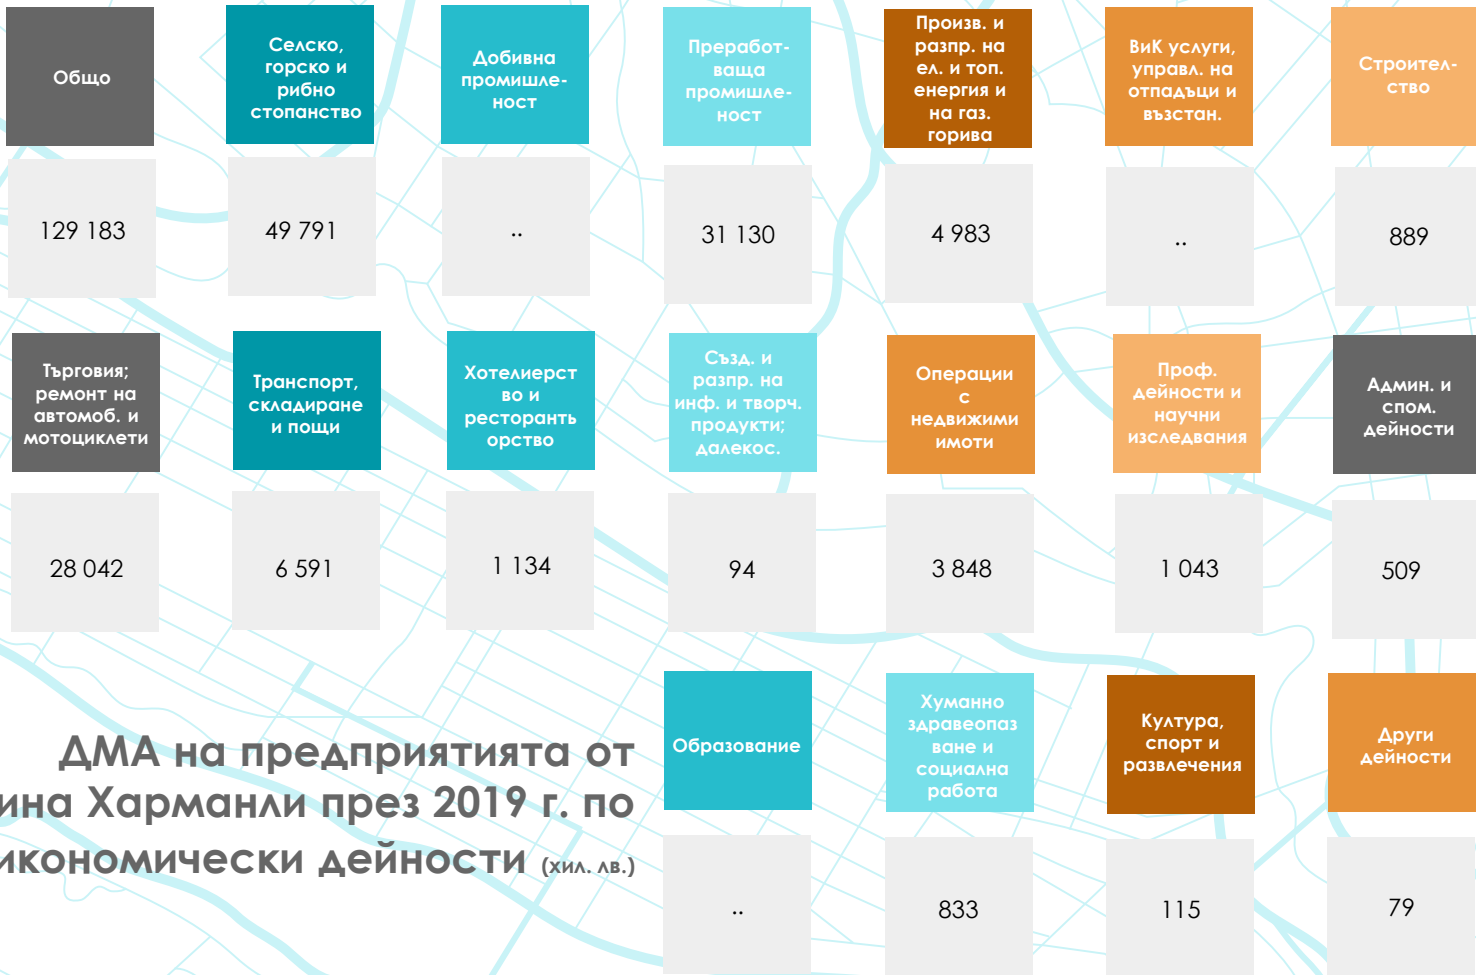 Общо
Селско,
горско и
рибно
стопанство
Добивна
промишле-
ност
Преработ-
ваща
промишле-
ност
Произв. и
разпр. на
ел. и топ.
енергия и
на газ.
горива
ВиК услуги,
управл. на
отпадъци и
възстан.
Строител-
ство
129 183
49 791
..
31 130
4 983
..
889
Търговия;
ремонт на
автомоб. и
мотоциклети
Транспорт,
складиране
и пощи
Хотелиерст
во и
ресторанть
орство
Създ. и
разпр. на
инф. и творч.
продукти;
далекос.
Операции
с
недвижими
имоти
Проф.
дейности и
научни
изследвания
Админ. и
спом.
дейности
28 042
6 591
1 134
94
3 848
1 043
509
ДМА на предприятията от
ина Харманли през 2019 г. по
икономически дейности (хил. лв.)
Образование
Хуманно
здравеопаз
ване и
социална
работа
Култура,
спорт и
развлечения
Други
дейности
..
833
115
79